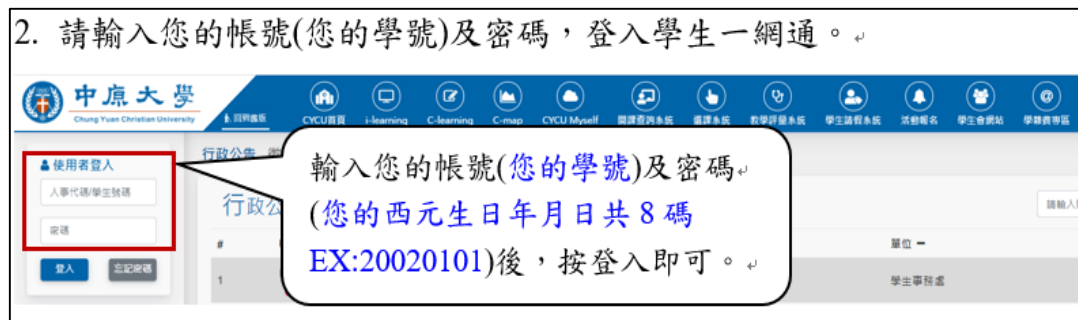 2. 請輸入您的帳號(您的學號)及密碼，登入學生一網通。
中原大學
Chung Yuan Christian University
回到舊版
CYCU首頁
i-learning
C-learning
C-map
CYCU Myself
開課查詢系統
選課系統
教學評量系統
學生請假系統
活動報名
學生會網站
學雜費專區
使用者登入
人事代碼/學生號碼
密碼
登入
忘記密碼
行政公告
行政公
輸入您的帳號(您的學號)及密碼
(您的西元生日年月日共 8 碼
EX:20020101)後，按登入即可。
請輸入
#
單位
1
學生事務處